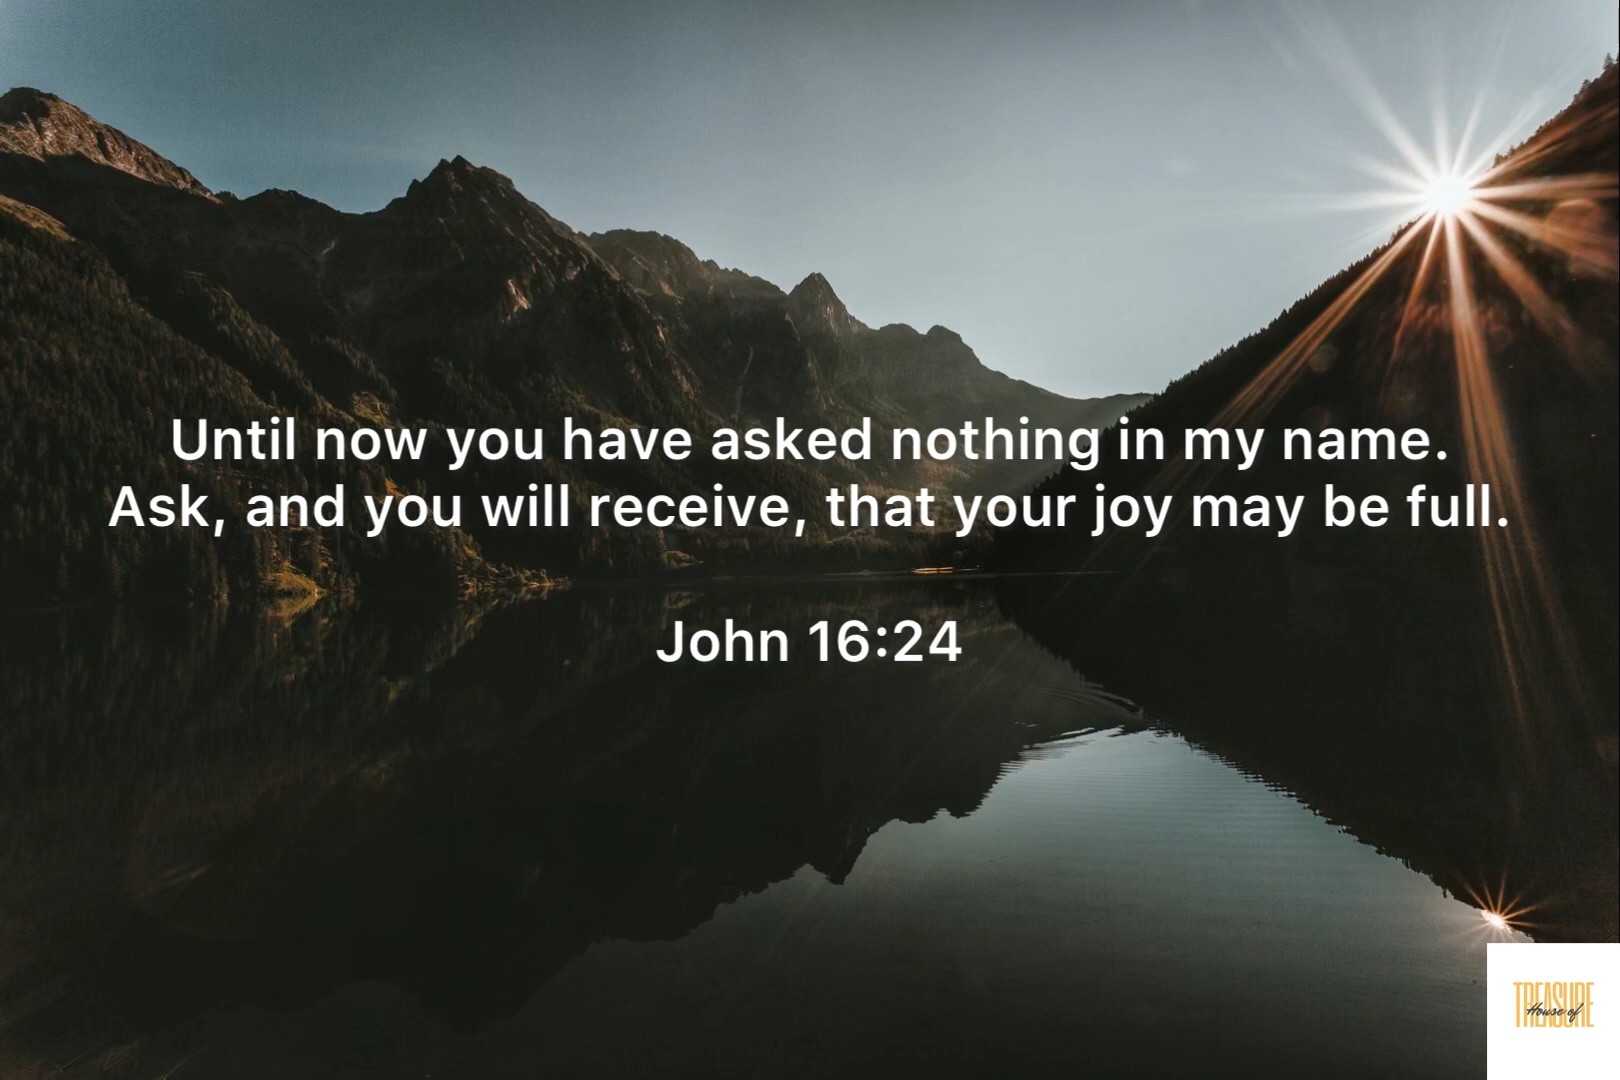 Until now you have asked nothing in my name.
Ask, and you will receive, that your joy may be full.
John 16:24
TREASURE
House of